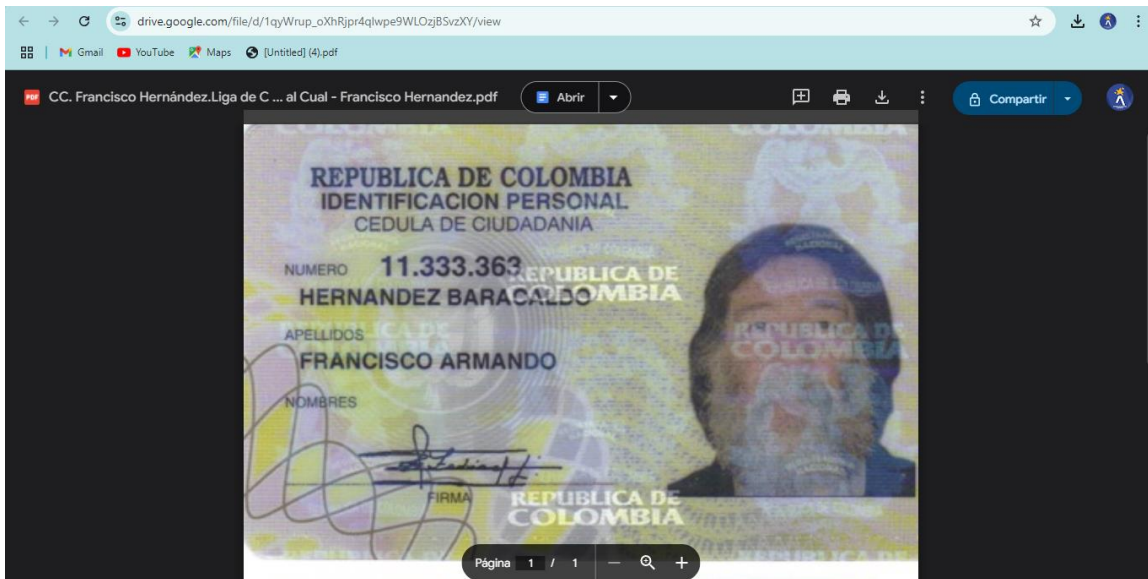 drive.google.com/file/d/1qyWrup_oXhRjpr4qlwpe9WLOzjBSvzXY/view
Gmail YouTube Maps [Untitled] (4).pdf
PDF CC. Francisco Hernández.Liga de C ... al Cual - Francisco Hernandez.pdf Abrir Compartir
REPUBLICA DE COLOMBIA
IDENTIFICACION PERSONAL
CEDULA DE CIUDADANIA
NUMERO 11.333.363
HERNANDEZ BARACALDO
APELLIDOS
FRANCISCO ARMANDO
NOMBRES
FIRMA
REPUBLICA DE
COLOMBIA
REPUBLICA DE
COLOMBIA
REPUBLICA DE
COLOMBIA
Página 1 / 1